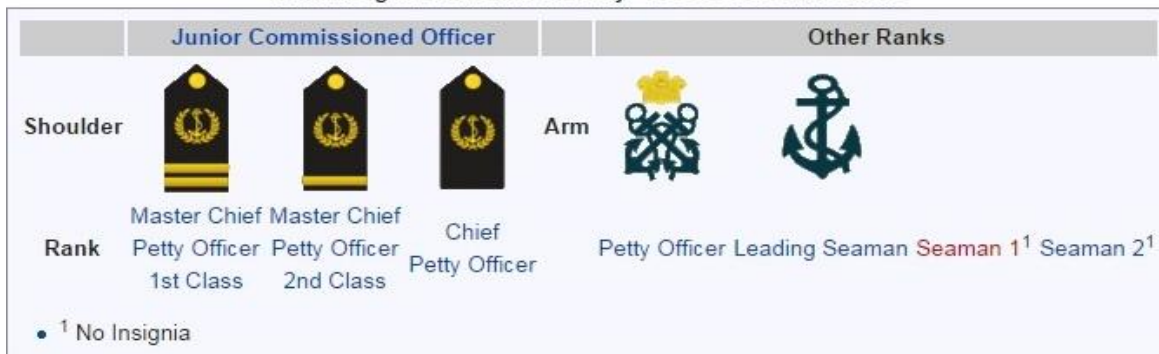 Junior Commissioned Officer Other Ranks
Shoulder Arm
Rank
Master Chief
Petty Officer
1st Class
Master Chief
Petty Officer
2nd Class
Chief
Petty Officer
Petty Officer Leading Seaman Seaman 1¹ Seaman 2¹
• ¹ No Insignia